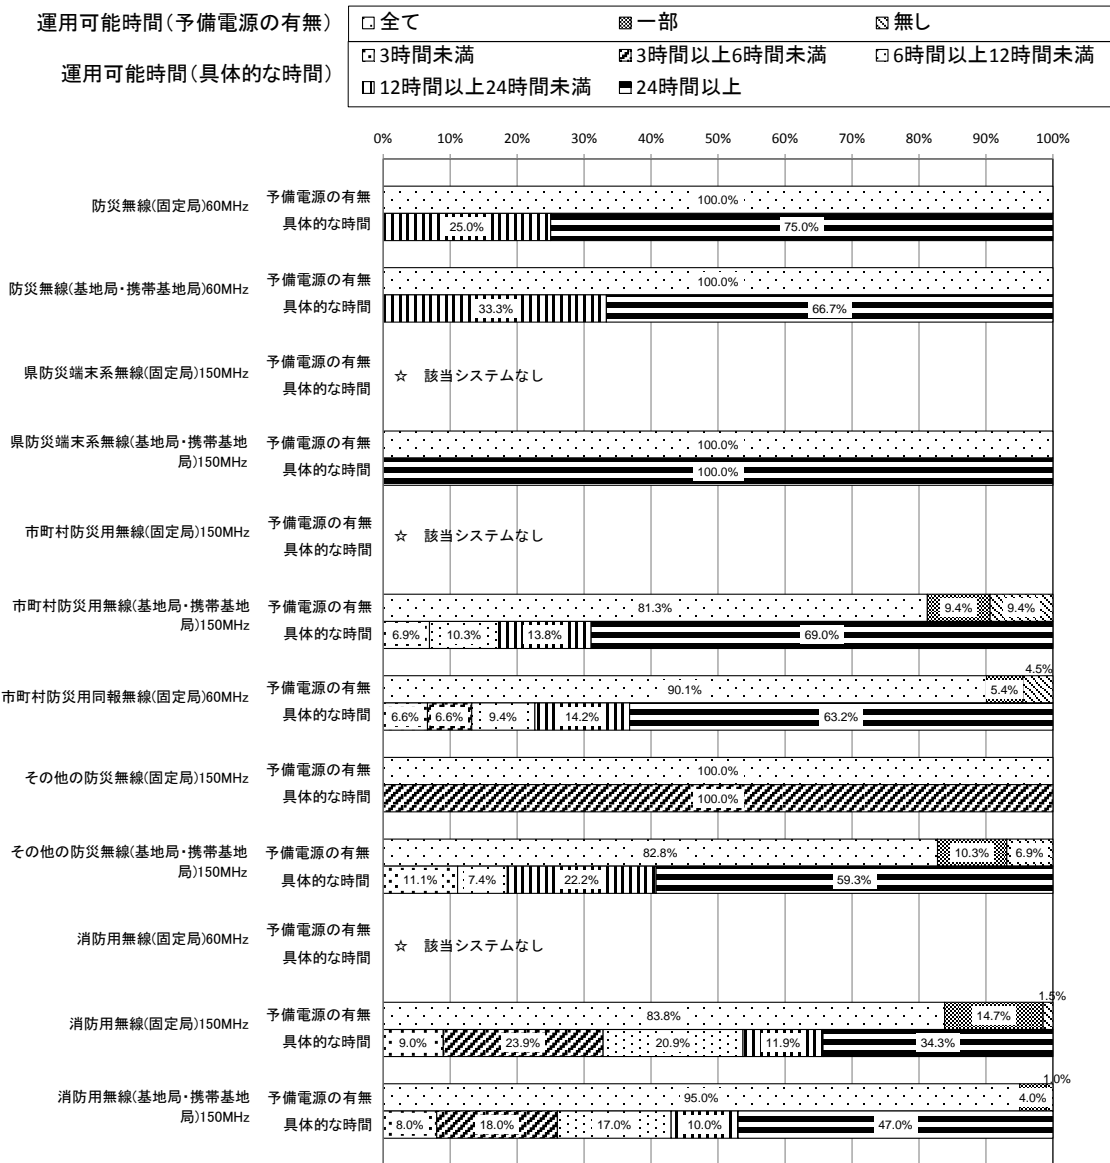 運用可能時間(予備電源の有無)
全て 一部 無し
運用可能時間(具体的な時間)
3時間未満 3時間以上6時間未満 6時間以上12時間未満
12時間以上24時間未満 24時間以上
0% 10% 20% 30% 40% 50% 60% 70% 80% 90% 100%
防災無線(固定局)60MHz
予備電源の有無
100.0%
具体的な時間
25.0% 75.0%
防災無線(基地局・携帯基地局)60MHz
予備電源の有無
100.0%
具体的な時間
33.3% 66.7%
県防災端末系無線(固定局)150MHz
予備電源の有無
具体的な時間
☆ 該当システムなし
県防災端末系無線(基地局・携帯基地
局)150MHz
予備電源の有無
100.0%
具体的な時間
100.0%
市町村防災用無線(固定局)150MHz
予備電源の有無
具体的な時間
☆ 該当システムなし
市町村防災用無線(基地局・携帯基地
局)150MHz
予備電源の有無
81.3% 9.4% 9.4%
具体的な時間
6.9% 10.3% 13.8% 69.0%
市町村防災用同報無線(固定局)60MHz
予備電源の有無
90.1% 5.4% 4.5%
具体的な時間
6.6% 6.6% 9.4% 14.2% 63.2%
その他の防災無線(固定局)150MHz
予備電源の有無
100.0%
具体的な時間
100.0%
その他の防災無線(基地局・携帯基地
局)150MHz
予備電源の有無
82.8% 10.3% 6.9%
具体的な時間
11.1% 7.4% 22.2% 59.3%
消防用無線(固定局)60MHz
予備電源の有無
具体的な時間
☆ 該当システムなし
消防用無線(固定局)150MHz
予備電源の有無
83.8% 14.7% 1.5%
具体的な時間
9.0% 23.9% 20.9% 11.9% 34.3%
消防用無線(基地局・携帯基地
局)150MHz
予備電源の有無
95.0% 4.0% 1.0%
具体的な時間
8.0% 18.0% 17.0% 10.0% 47.0%